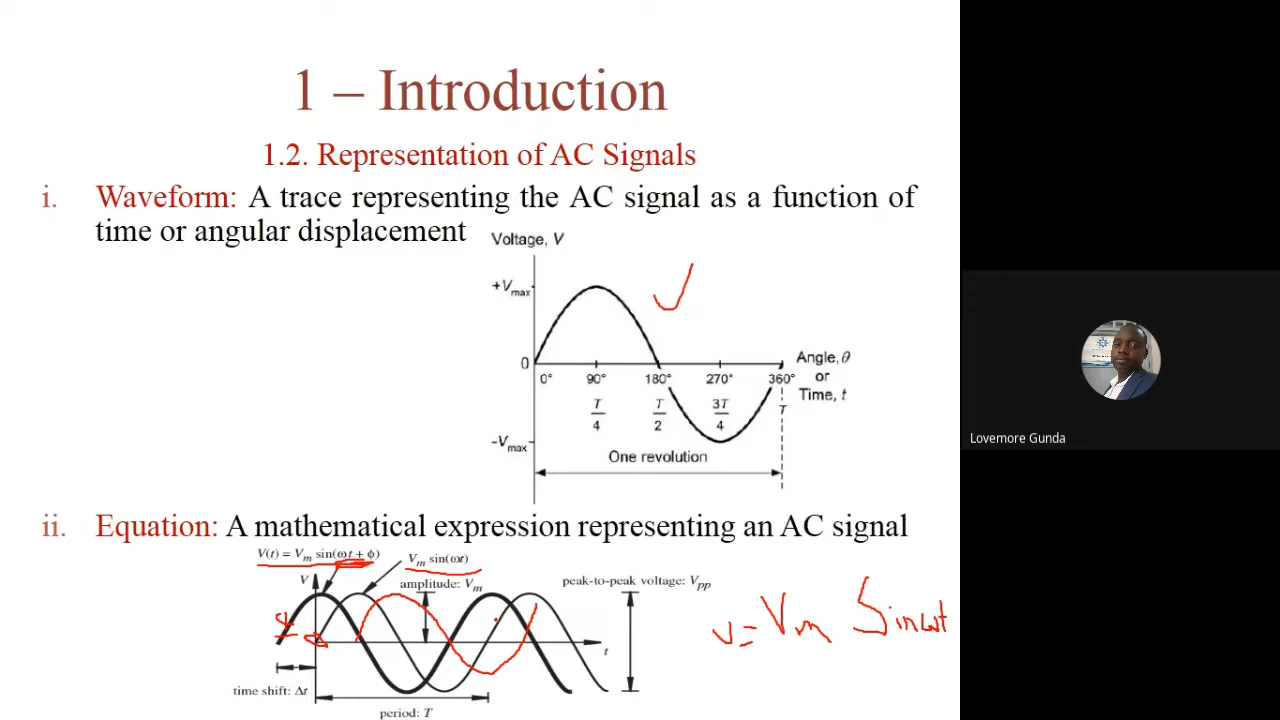 1 – Introduction
1.2. Representation of AC Signals
i. Waveform: A trace representing the AC signal as a function of
time or angular displacement
Voltage, V
+Vmax
0
0° 90° 180° 270° 360°
Angle, θ
or
Time, t
T/4 T/2 3T/4 T
-Vmax
One revolution
ii. Equation: A mathematical expression representing an AC signal
V(t) = Vm sin(ωt + ϕ)
Vm sin(ωt)
V
amplitude: Vm
peak-to-peak voltage: Vpp
v = Vm Sinωt
t
time shift: Δt
period: T
Lovemore Gunda